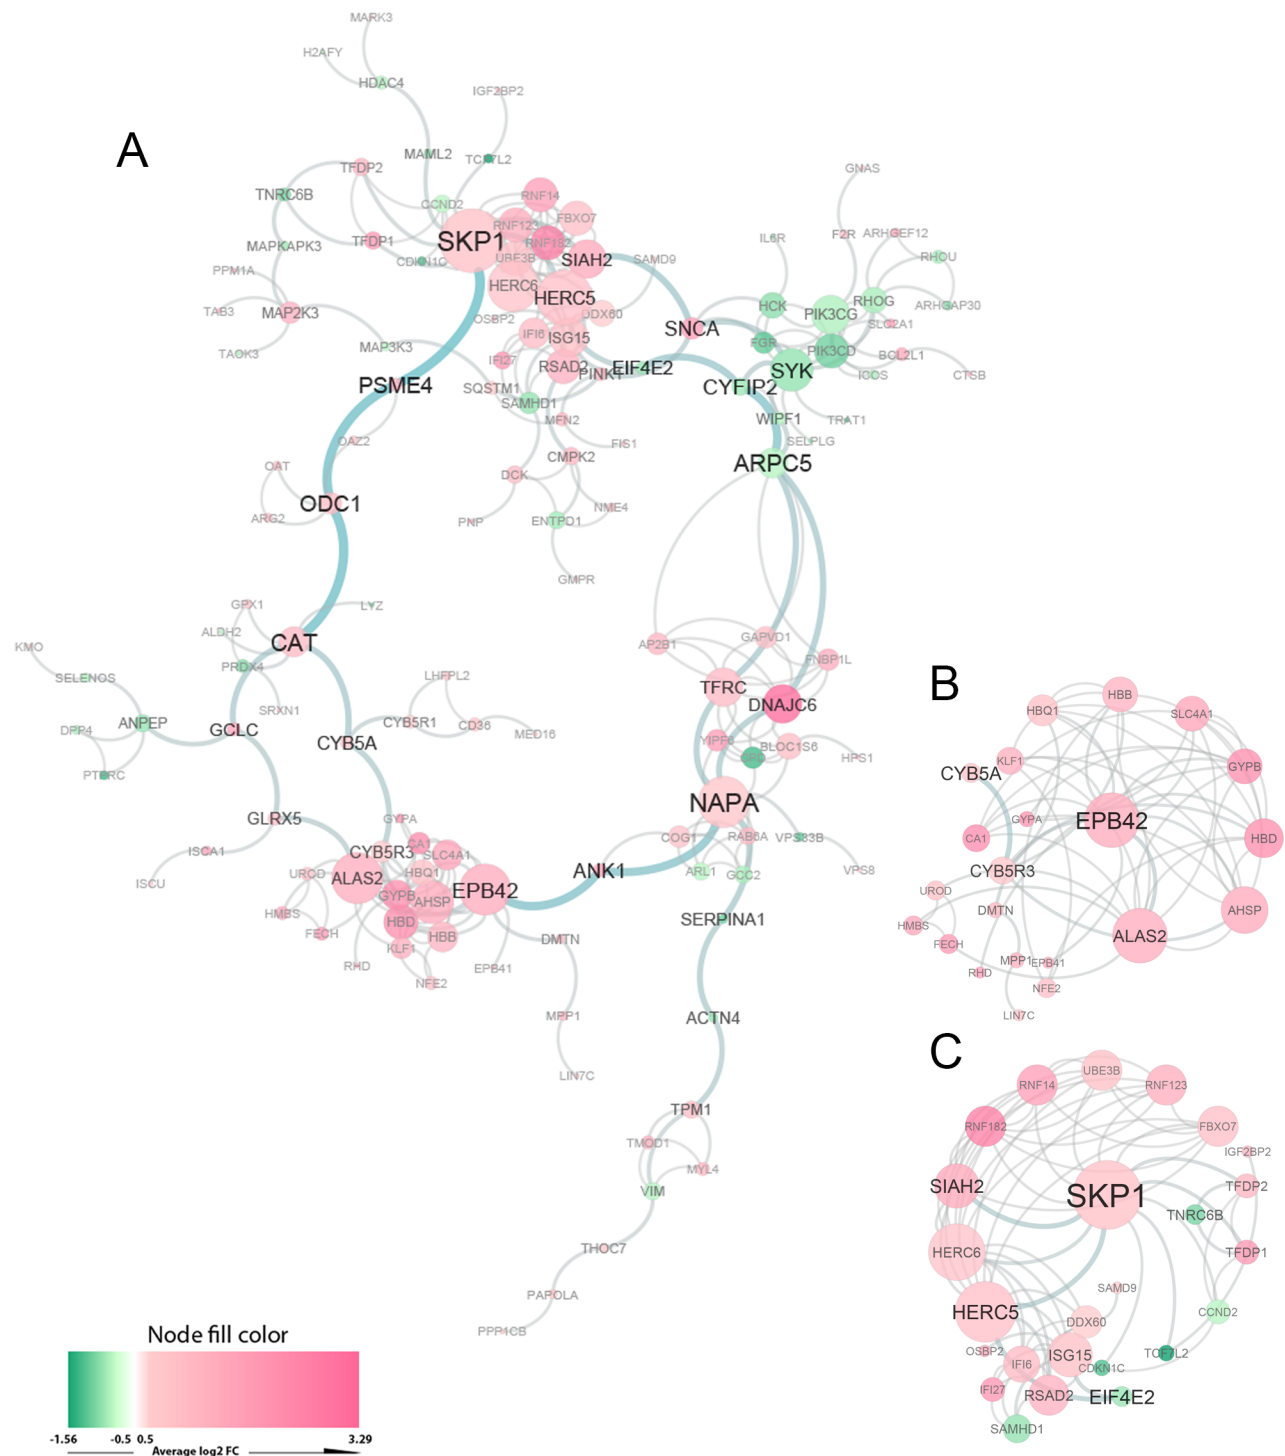 MARK3
H2AFY
HDAC4
IGF2BP2
A
MAML2
TCF7L2
TFDP2
GNAS
TNRC6B
CCND2
RNF14
FBXO7
RNF123
TFDP1
SKP1
RNF182
IL6R
F2R
ARHGEF12
MAPKAPK3
CDKN1C
UBE3B
SIAH2
SAMD9
RHOU
PPM1A
HERC6
HERC5
HCK
PIK3CG
RHOG
ARHGAP30
TAB3
MAP2K3
OSBP2
DDX60
SNCA
SLC2A1
TAOK3
MAP3K3
IFI6
ISG15
FGR
PIK3CD
BCL2L1
IFI27
RSAD2
PINK1
EIF4E2
SYK
ICOS
CTSB
PSME4
SQSTM1
SAMHD1
CYFIP2
MFN2
WIPF1
TRAT1
OAZ2
FIS1
SELPLG
OAT
CMPK2
ARPC5
DCK
ODC1
ARG2
PNP
ENTPD1
NME4
GMPR
GPX1
LYZ
ALDH2
CAT
AP2B1
GAPVD1
KMO
PRDX4
FNBP1L
SELENOS
LHFPL2
TFRC
DNAJC6
SRXN1
DPP4
ANPEP
GCLC
CYB5R1
CD36
MED16
CYB5A
YIPF6
BLOC1S6
HPS1
PTPRC
NAPA
GLRX5
GYPA
COG1
RAB6A
VPS33B
ISCA1
CYB5R3
CA1
SLC4A1
ISCU
UROD
ALAS2
HBQ1
EPB42
ANK1
ARL1
GCC2
VPS8
GYPB
AHSP
HMBS
HBD
SERPINA1
FECH
KLF1
HBB
DMTN
RHD
NFE2
EPB41
MPP1
ACTN4
LIN7C
TPM1
TMOD1
MYL4
VIM
THOC7
PAPOLA
PPP1CB
B
HBB
HBQ1
SLC4A1
KLF1
GYPB
CYB5A
GYPA
EPB42
CA1
HBD
CYB5R3
UROD
DMTN
AHSP
HMBS
FECH
ALAS2
MPP1
EPB41
RHD
NFE2
LIN7C
C
UBE3B
RNF14
RNF123
RNF182
FBXO7
IGF2BP2
SIAH2
SKP1
TFDP2
TNRC6B
HERC6
TFDP1
SAMD9
HERC5
DDX60
CCND2
OSBP2
IFI6
ISG15
CDKN1C
TCF7L2
IFI27
RSAD2
EIF4E2
SAMHD1
Node fill color
-1.56 -0.5 0.5 3.29
Average log2 FC